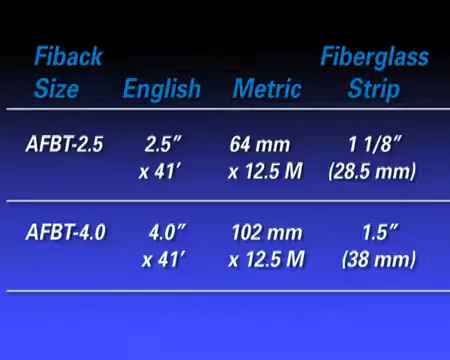 Fiback Size English Metric Fiberglass Strip
AFBT-2.5 2.5″ 64 mm 1 1/8″
x 41′ x 12.5 M (28.5 mm)
AFBT-4.0 4.0″ 102 mm 1.5″
x 41′ x 12.5 M (38 mm)